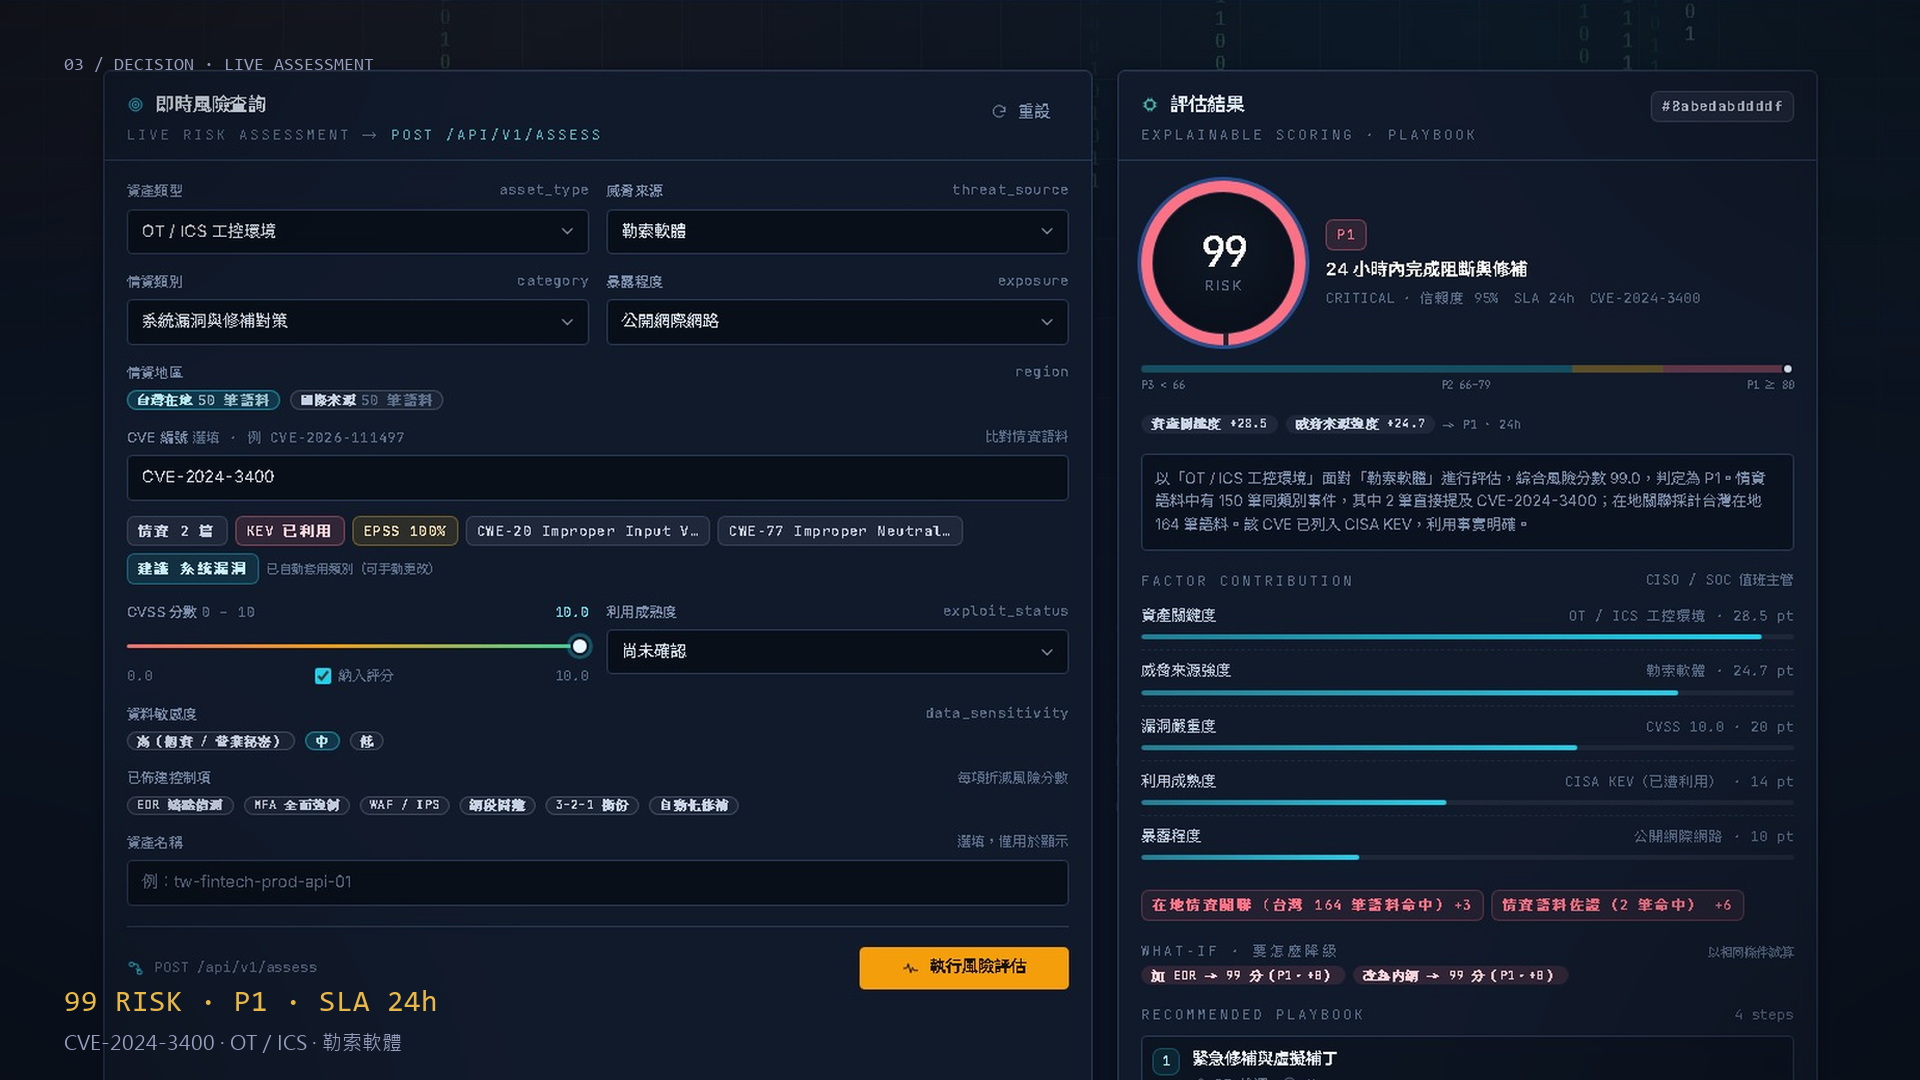 03 / DECISION · LIVE ASSESSMENT
即時風險查詢
重設
LIVE RISK ASSESSMENT → POST /API/V1/ASSESS
資產類型 asset_type
OT / ICS 工控環境
威脅來源 threat_source
勒索軟體
情資類別 category
系統漏洞與修補對策
暴露程度 exposure
公開網際網路
情資地區 region
台灣在地 50 筆語料
國際來源 50 筆語料
CVE 編號 選填 · 例 CVE-2026-111497
比對情資語料
CVE-2024-3400
情資 2 篇
KEV 已利用
EPSS 100%
CWE-20 Improper Input V…
CWE-77 Improper Neutral…
建議 系統漏洞
已自動套用類別（可手動更改）
CVSS 分數 0 – 10
10.0
0.0
納入評分
10.0
利用成熟度 exploit_status
尚未確認
資料敏感度 data_sensitivity
高（個資 / 營業秘密）
中
低
已佈建控制項
每項折減風險分數
EDR 端點偵測
MFA 全面強制
WAF / IPS
網段隔離
3-2-1 備份
自動化修補
資產名稱
選填，僅用於顯示
例：tw-fintech-prod-api-01
POST /api/v1/assess
執行風險評估
99 RISK · P1 · SLA 24h
CVE-2024-3400 · OT / ICS · 勒索軟體
評估結果
#8abedabddddf
EXPLAINABLE SCORING · PLAYBOOK
99
RISK
P1
24 小時內完成阻斷與修補
CRITICAL · 信賴度 95% SLA 24h CVE-2024-3400
P3 < 66
P2 66–79
P1 ≥ 80
資產關鍵度 +28.5
威脅來源強度 +24.7
→ P1 · 24h
以「OT / ICS 工控環境」面對「勒索軟體」進行評估，綜合風險分數 99.0，判定為 P1。情資
語料中有 150 筆同類別事件，其中 2 筆直接提及 CVE-2024-3400；在地關聯採計台灣在地
164 筆語料。該 CVE 已列入 CISA KEV，利用事實明確。
FACTOR CONTRIBUTION
CISO / SOC 值班主管
資產關鍵度
OT / ICS 工控環境 · 28.5 pt
威脅來源強度
勒索軟體 · 24.7 pt
漏洞嚴重度
CVSS 10.0 · 20 pt
利用成熟度
CISA KEV（已遭利用） · 14 pt
暴露程度
公開網際網路 · 10 pt
在地情資關聯（台灣 164 筆語料命中）+3
情資語料佐證（2 筆命中） +6
WHAT-IF · 要怎麼降級
以相同條件試算
加 EDR → 99 分（P1・+0）
改為內網 → 99 分（P1・+0）
RECOMMENDED PLAYBOOK
4 steps
1
緊急修補與虛擬補丁